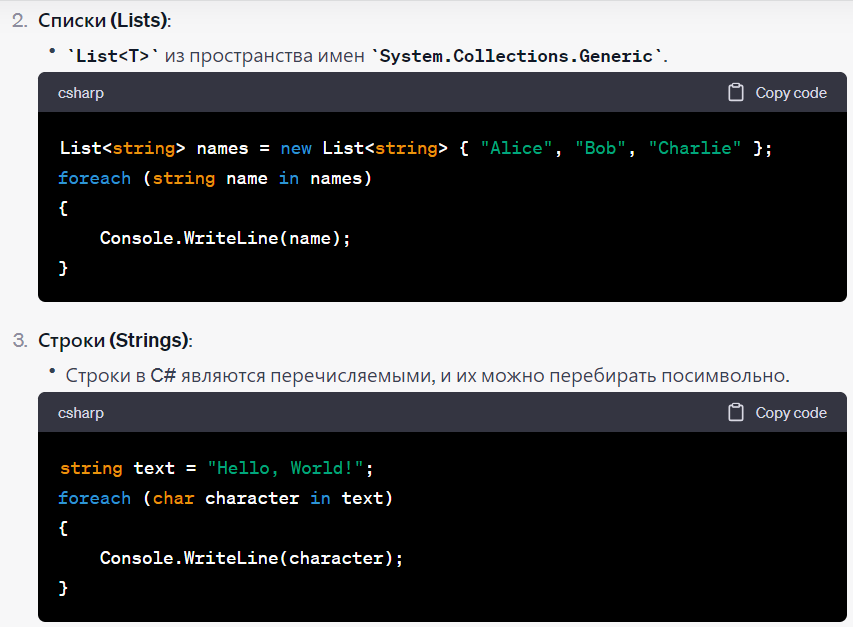 2. Списки (Lists):
• `List<T>` из пространства имен `System.Collections.Generic`.
csharp Copy code
List<string> names = new List<string> { "Alice", "Bob", "Charlie" };
foreach (string name in names)
{
    Console.WriteLine(name);
}
3. Строки (Strings):
• Строки в C# являются перечисляемыми, и их можно перебирать посимвольно.
csharp Copy code
string text = "Hello, World!";
foreach (char character in text)
{
    Console.WriteLine(character);
}